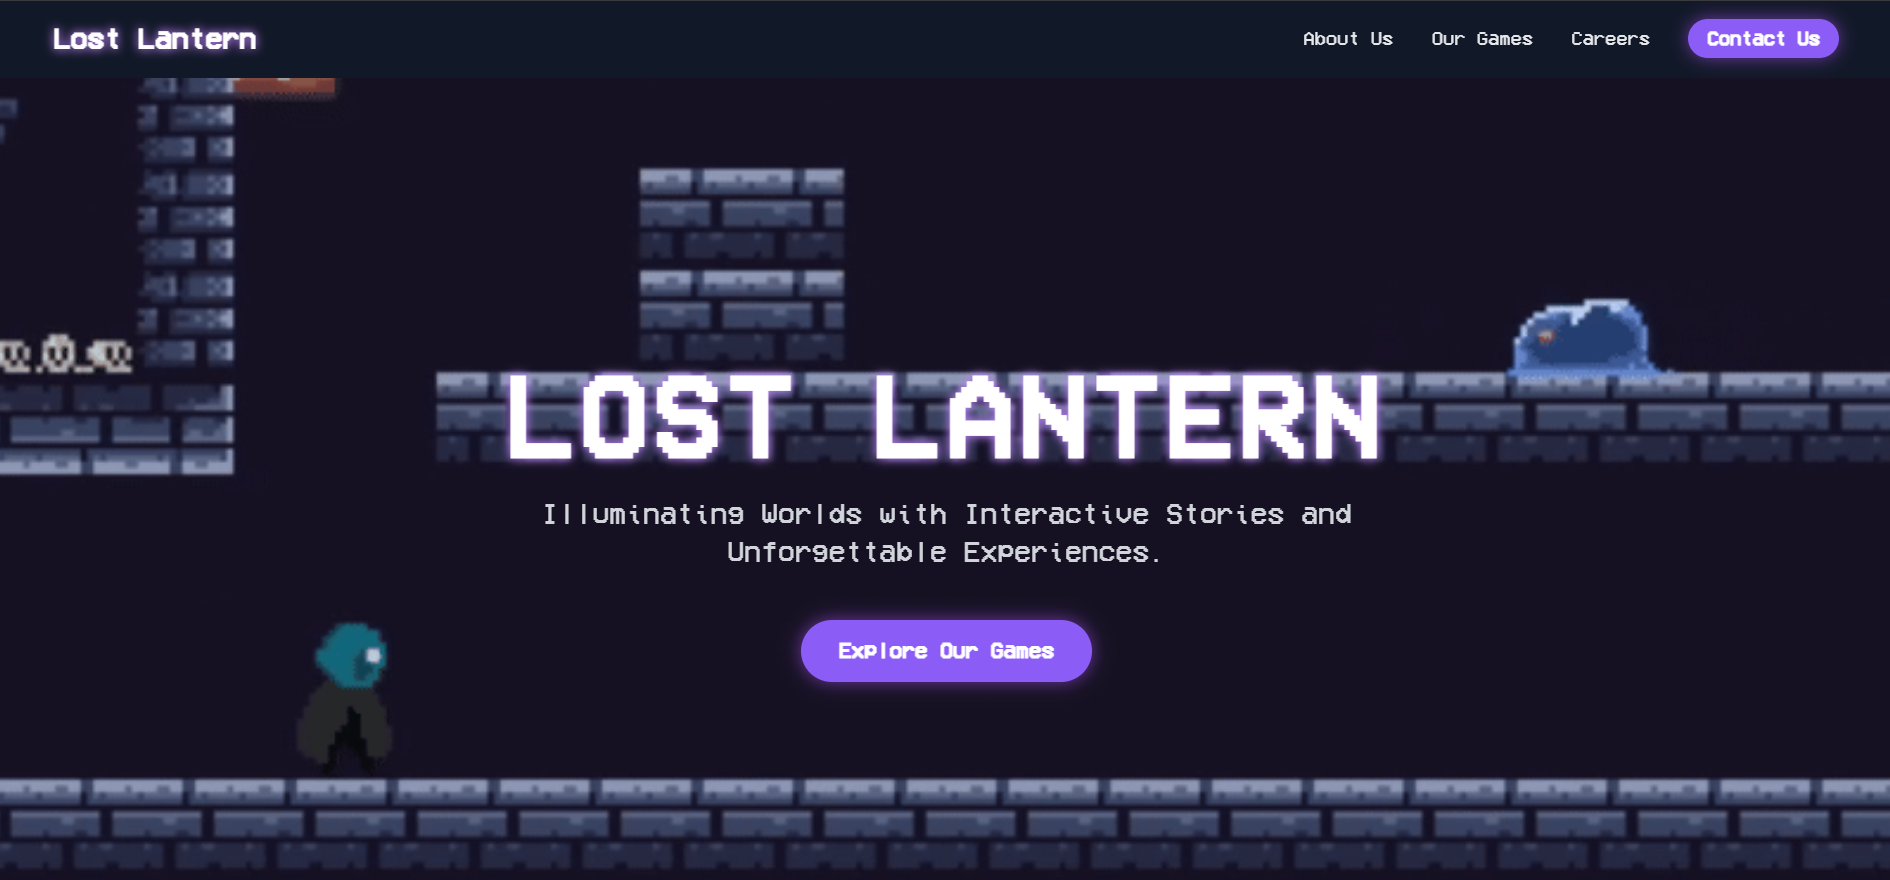 Lost Lantern
About Us
Our Games
Careers
Contact Us
LOST LANTERN
Illuminating Worlds with Interactive Stories and
Unforgettable Experiences.
Explore Our Games